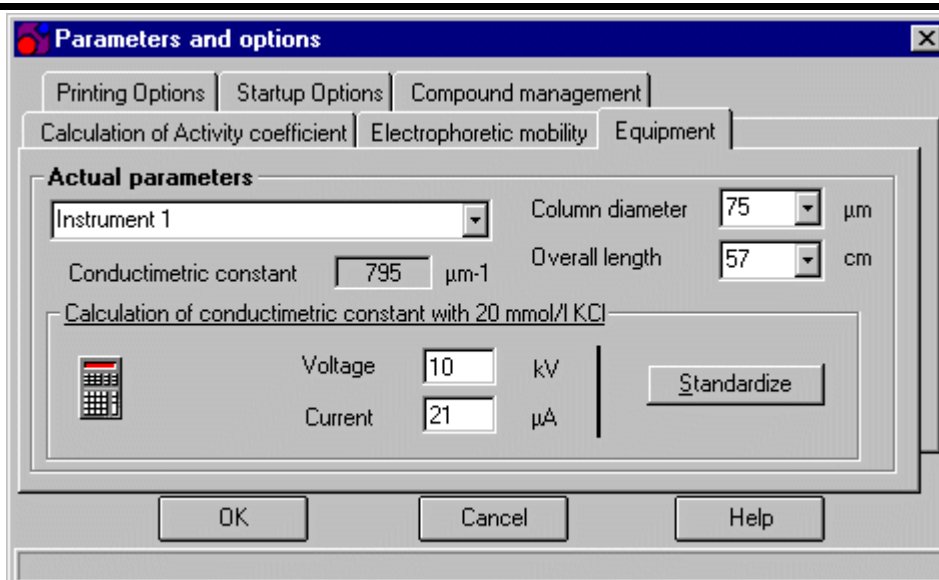 Parameters and options
Printing Options Startup Options Compound management
Calculation of Activity coefficient Electrophoretic mobility Equipment
Actual parameters
Instrument 1
Column diameter 75 µm
Conductimetric constant 795 µm-1
Overall length 57 cm
Calculation of conductimetric constant with 20 mmol/l KCl
Voltage 10 kV
Current 21 µA
Standardize
OK Cancel Help